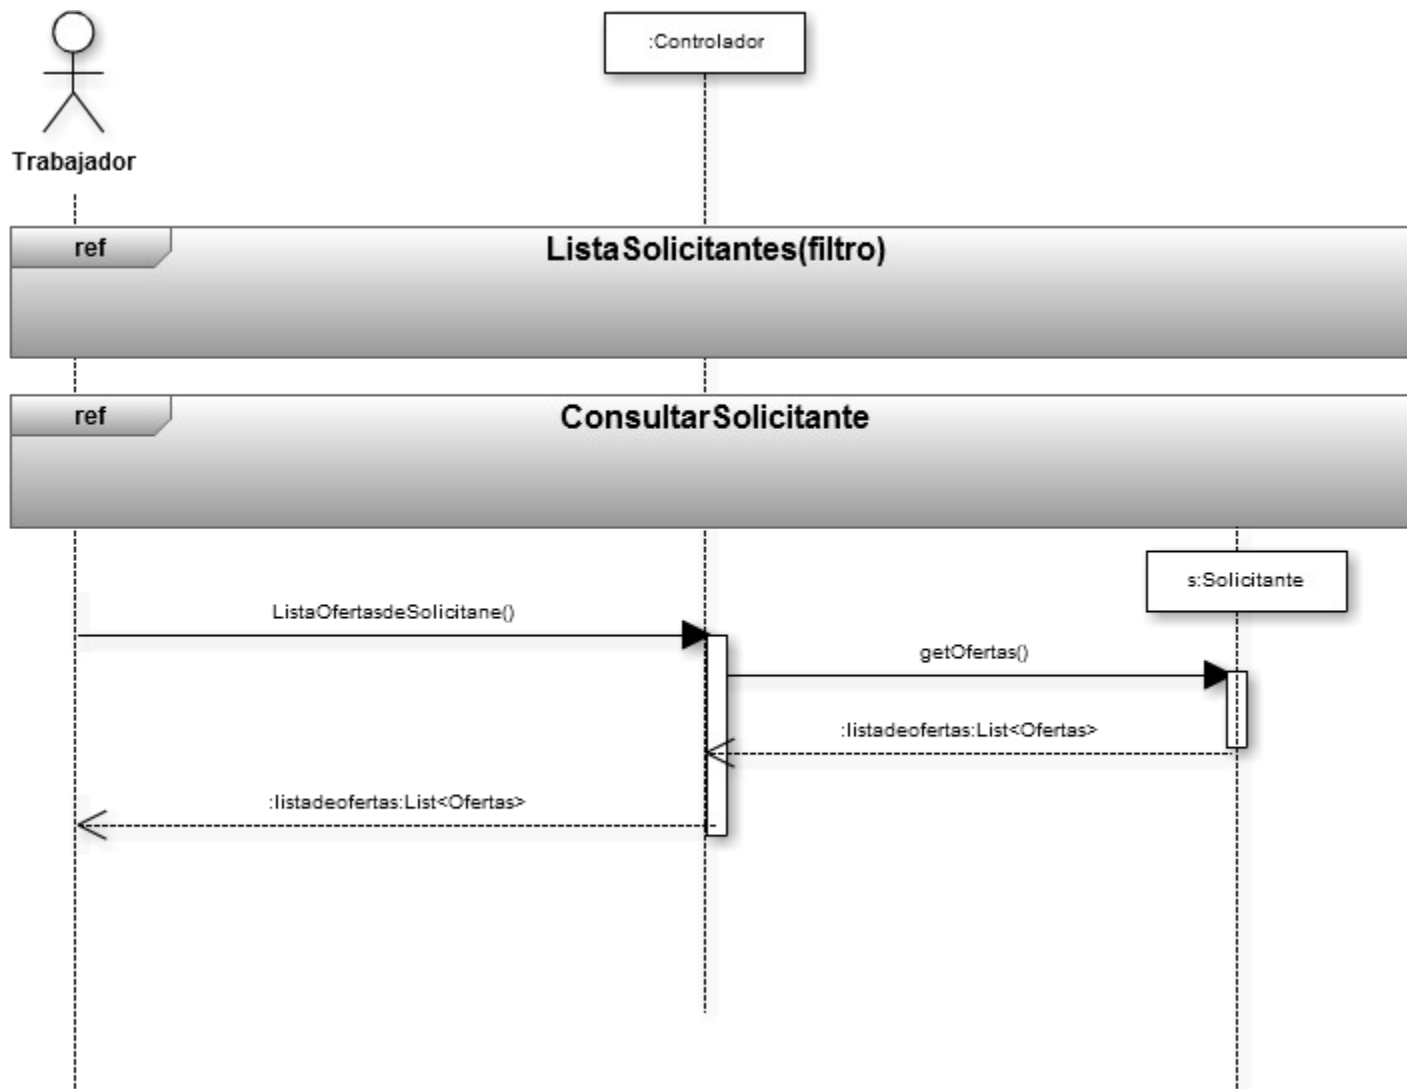 :Controlador
Trabajador
ref
ListaSolicitantes(filtro)
ref
ConsultarSolicitante
s:Solicitante
ListaOfertasdeSolicitane()
getOfertas()
:listadeofertas:List<Ofertas>
:listadeofertas:List<Ofertas>